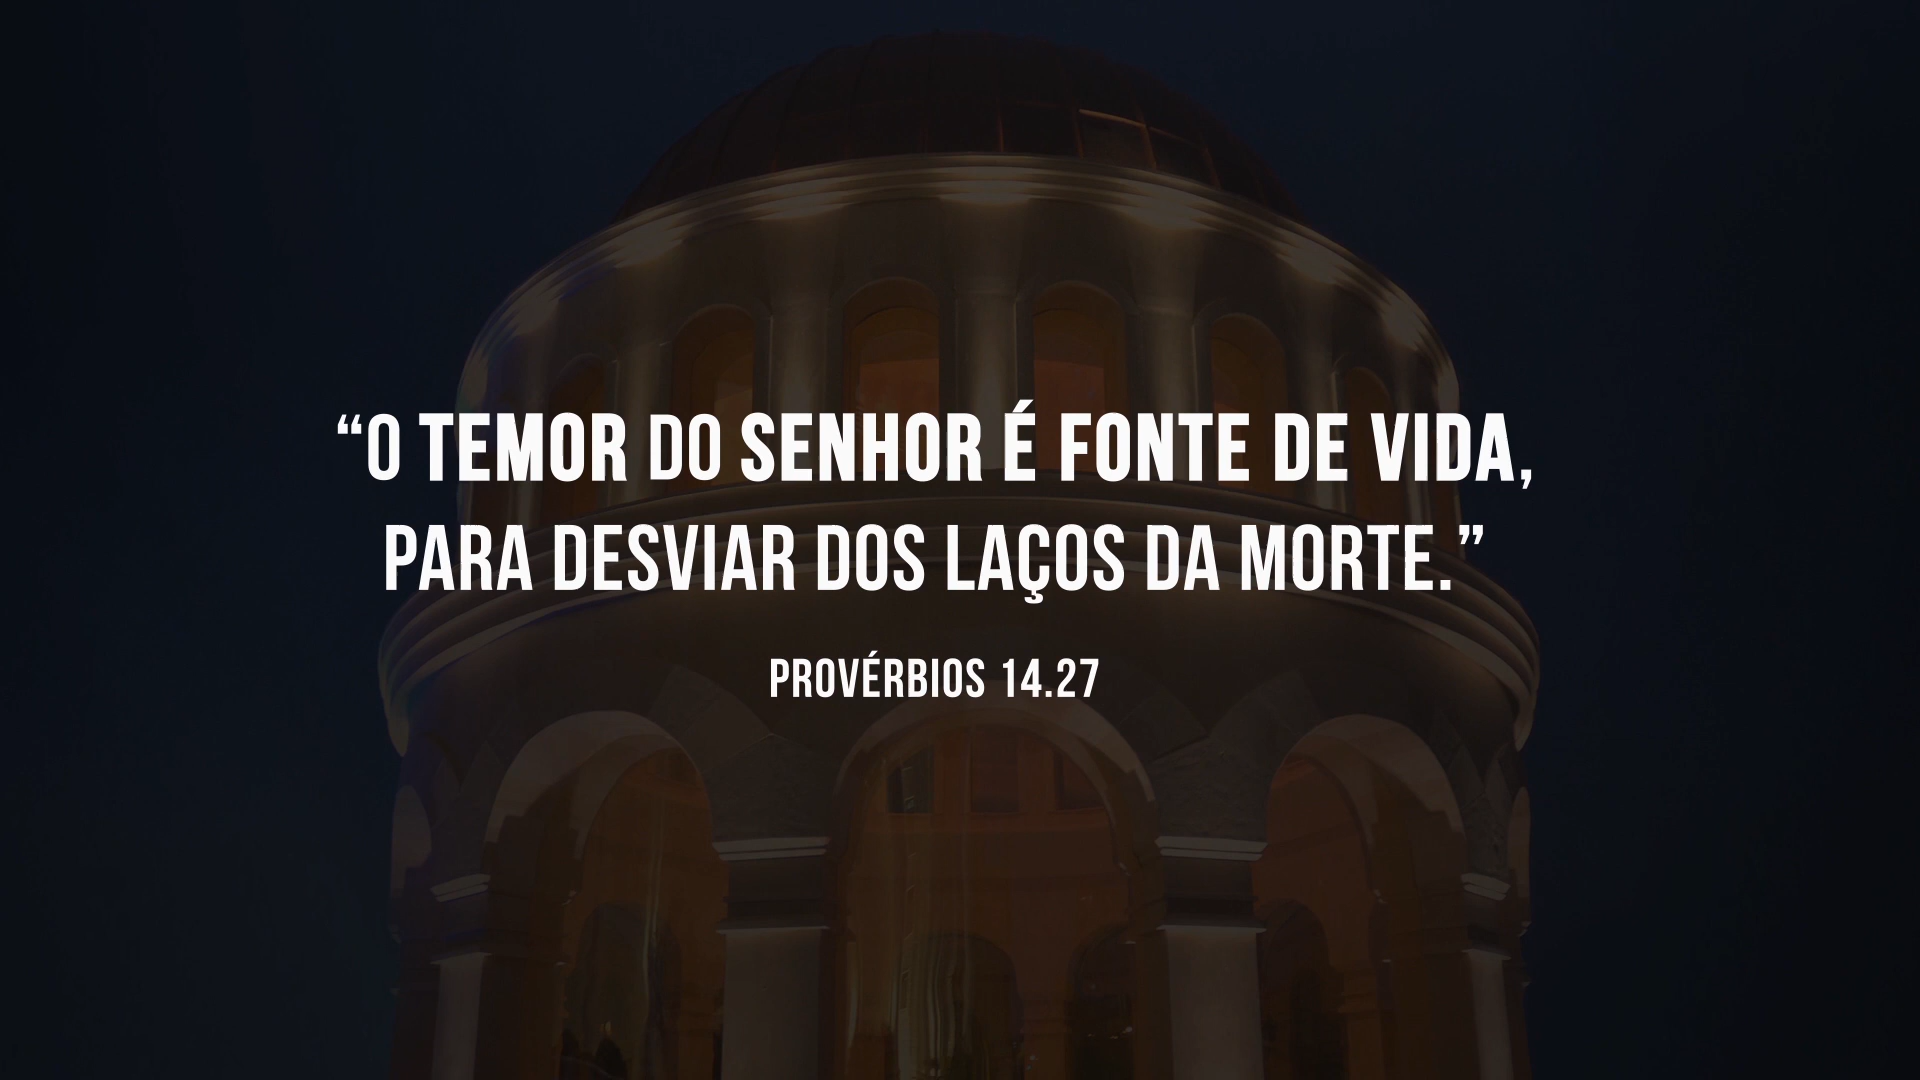 “O TEMOR DO SENHOR É FONTE DE VIDA,
PARA DESVIAR DOS LAÇOS DA MORTE.”
PROVÉRBIOS 14.27